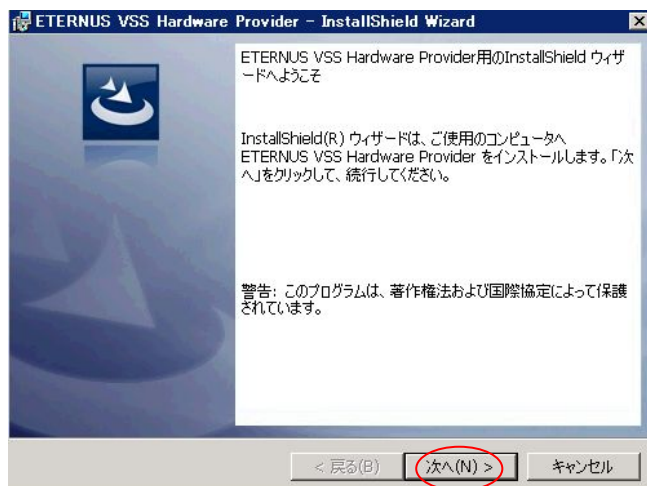 ETERNUS VSS Hardware Provider - InstallShield Wizard
ETERNUS VSS Hardware Provider用のInstallShield ウィザ
ードへようこそ
InstallShield(R) ウィザードは、ご使用のコンピュータへ
ETERNUS VSS Hardware Provider をインストールします。「次
へ」をクリックして、続行してください。
警告: このプログラムは、著作権法および国際協定によって保護
されています。
< 戻る(B)
次へ(N) >
キャンセル